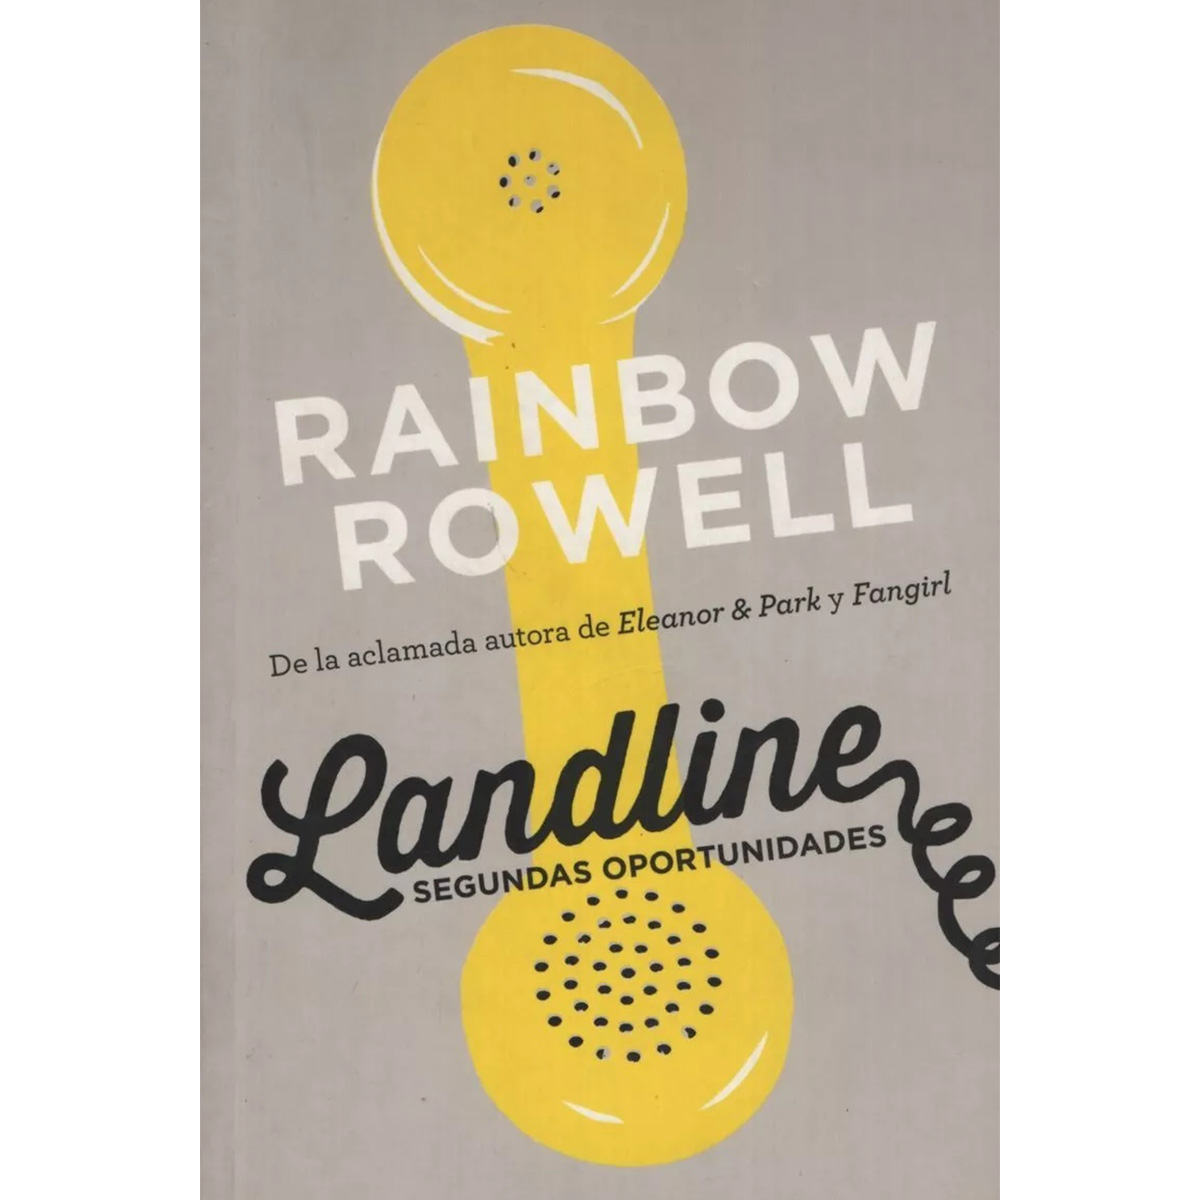 RAINBOW
ROWELL
De la aclamada autora de Eleanor & Park y Fangirl
Landline
SEGUNDAS OPORTUNIDADES